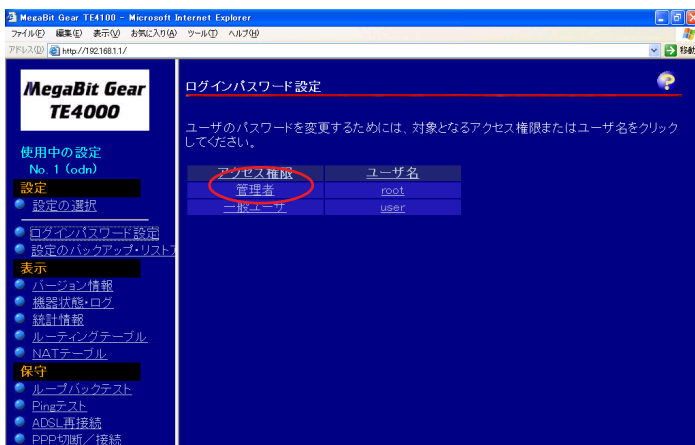 MegaBit Gear TE4100 - Microsoft Internet Explorer
ファイル(F) 編集(E) 表示(V) お気に入り(A) ツール(T) ヘルプ(H)
アドレス(D) http://192.168.1.1/ 移動
MegaBit Gear
TE4000
使用中の設定
No. 1 (odn)
設定
設定の選択
ログインパスワード設定
設定のバックアップ・リストア
表示
バージョン情報
機器状態・ログ
統計情報
ルーティングテーブル
NATテーブル
保守
ループバックテスト
Pingテスト
ADSL再接続
PPP切断/接続
ログインパスワード設定
ユーザのパスワードを変更するためには、対象となるアクセス権限またはユーザ名をクリック
してください。
アクセス権限 ユーザ名
管理者 root
一般ユーザ user